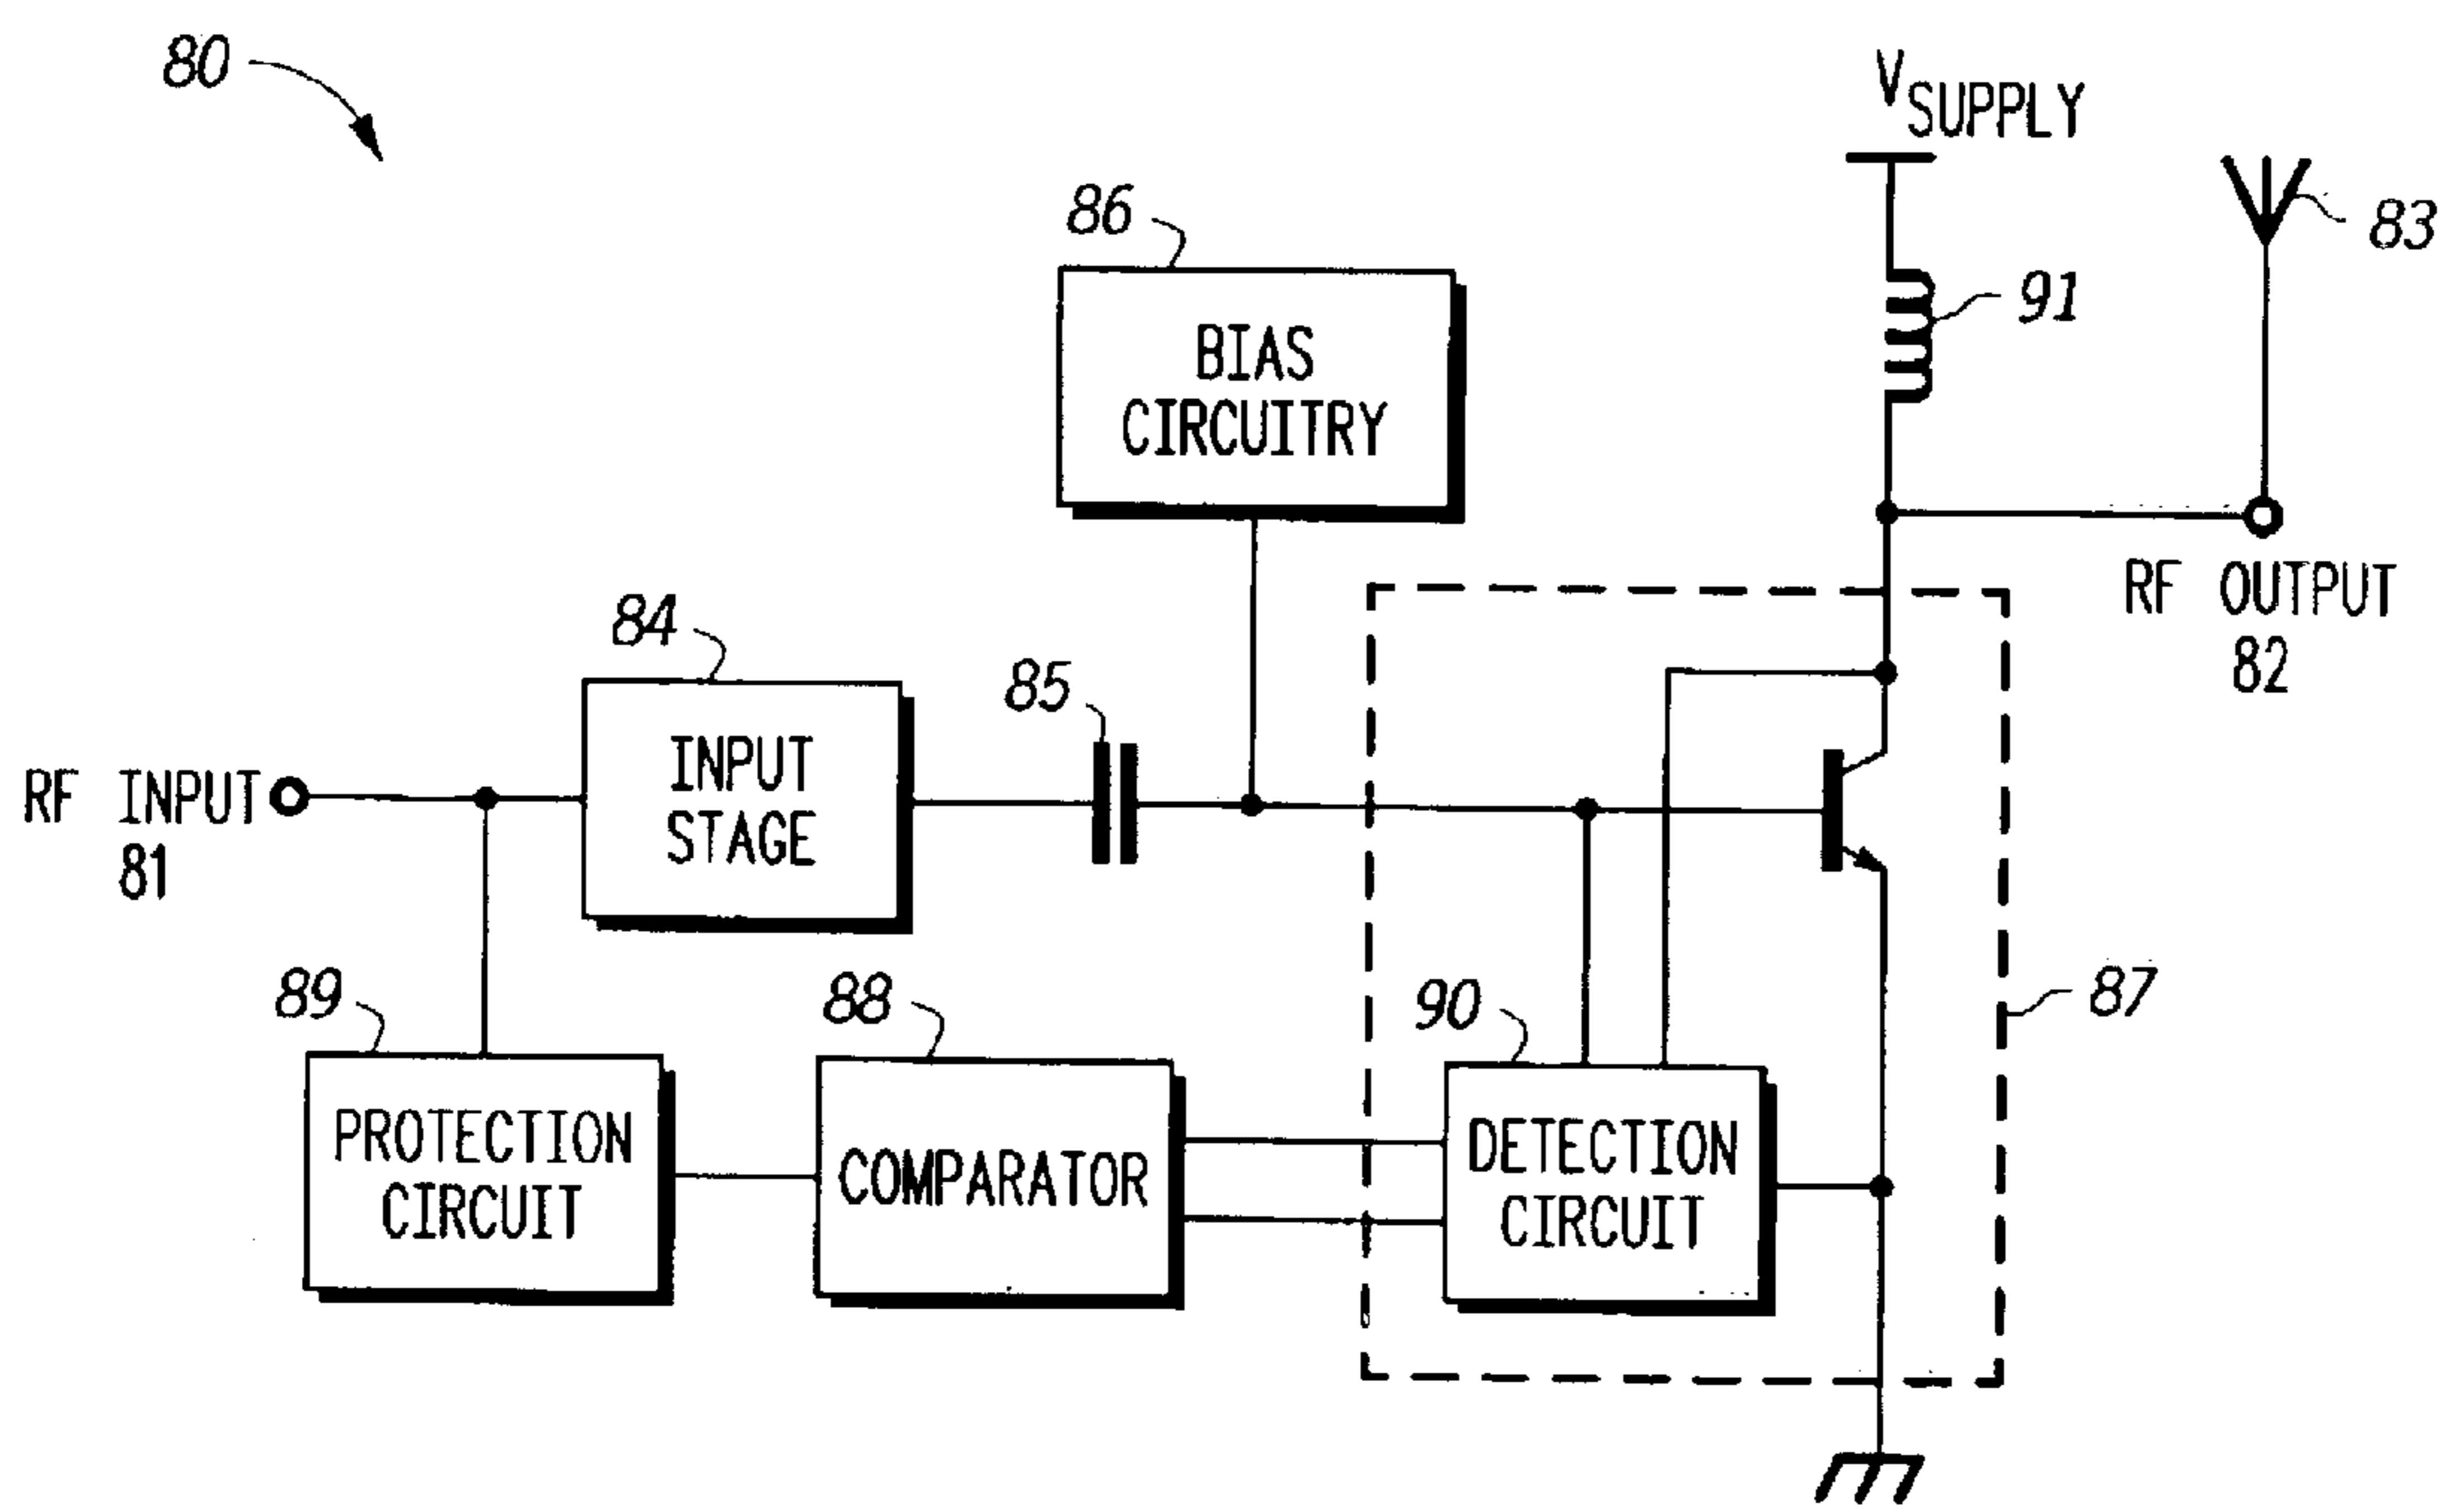 80
V SUPPLY
83
86
91
BIAS
CIRCUITRY
RF OUTPUT
82
84
85
INPUT
STAGE
RF INPUT
81
87
89
88
90
PROTECTION
CIRCUIT
COMPARATOR
DETECTION
CIRCUIT